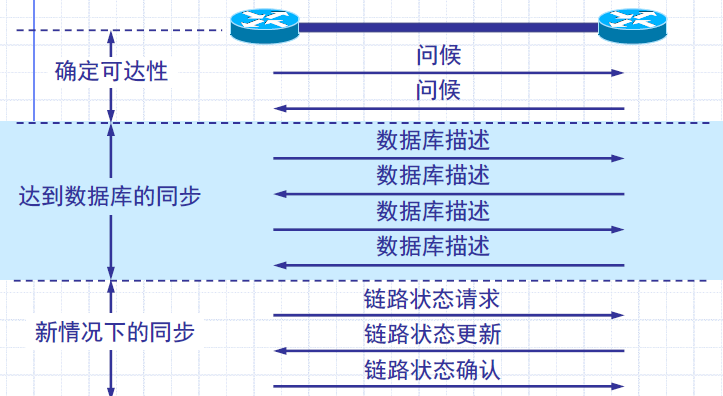 问候
确定可达性
问候
数据库描述
数据库描述
达到数据库的同步
数据库描述
数据库描述
链路状态请求
新情况下的同步
链路状态更新
链路状态确认